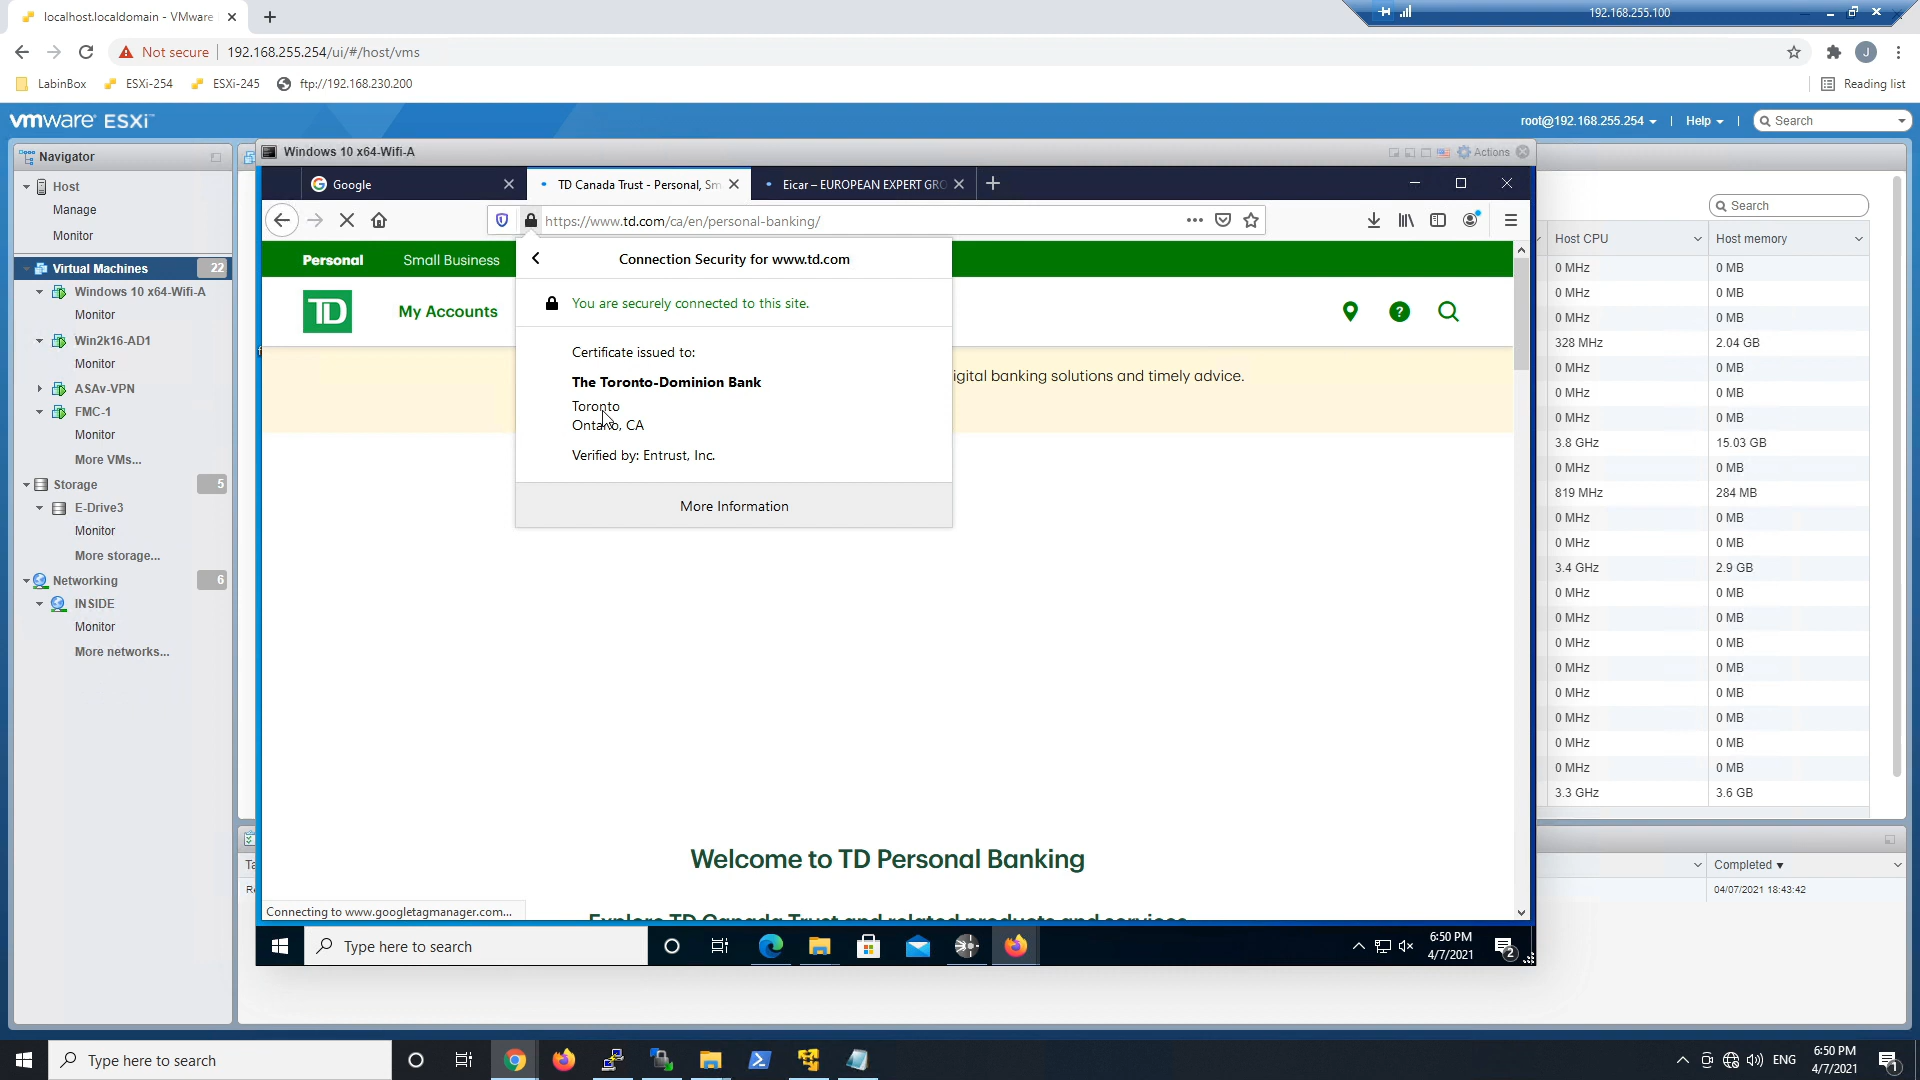 localhost.localdomain - VMware
192.168.255.100
Not secure
192.168.255.254/ui/#/host/vms
J
LabinBox
ESXi-254
ESXi-245
ftp://192.168.230.200
Reading list
vmware ESXi
root@192.168.255.254
Help
Search
Navigator
Windows 10 x64-Wifi-A
Actions
Host
Manage
Monitor
Virtual Machines
22
Windows 10 x64-Wifi-A
Monitor
Win2k16-AD1
Monitor
ASAv-VPN
FMC-1
Monitor
More VMs...
Storage
5
E-Drive3
Monitor
More storage...
Networking
6
INSIDE
Monitor
More networks...
Google
TD Canada Trust - Personal, Sm
Eicar – EUROPEAN EXPERT GRO
https://www.td.com/ca/en/personal-banking/
Personal
Small Business
TD
My Accounts
Connection Security for www.td.com
You are securely connected to this site.
Certificate issued to:
The Toronto-Dominion Bank
Toronto
Ontario, CA
Verified by: Entrust, Inc.
More Information
igital banking solutions and timely advice.
Welcome to TD Personal Banking
Explore TD Canada Trust and related products and services
Connecting to www.googletagmanager.com...
Type here to search
6:50 PM
4/7/2021
2
Search
Host CPU
Host memory
0 MHz
0 MB
0 MHz
0 MB
0 MHz
0 MB
328 MHz
2.04 GB
0 MHz
0 MB
0 MHz
0 MB
0 MHz
0 MB
3.8 GHz
15.03 GB
0 MHz
0 MB
819 MHz
284 MB
0 MHz
0 MB
0 MHz
0 MB
3.4 GHz
2.9 GB
0 MHz
0 MB
0 MHz
0 MB
0 MHz
0 MB
0 MHz
0 MB
0 MHz
0 MB
0 MHz
0 MB
0 MHz
0 MB
0 MHz
0 MB
3.3 GHz
3.6 GB
Ta
Completed
Re
04/07/2021 18:43:42
Type here to search
ENG
6:50 PM
4/7/2021
1